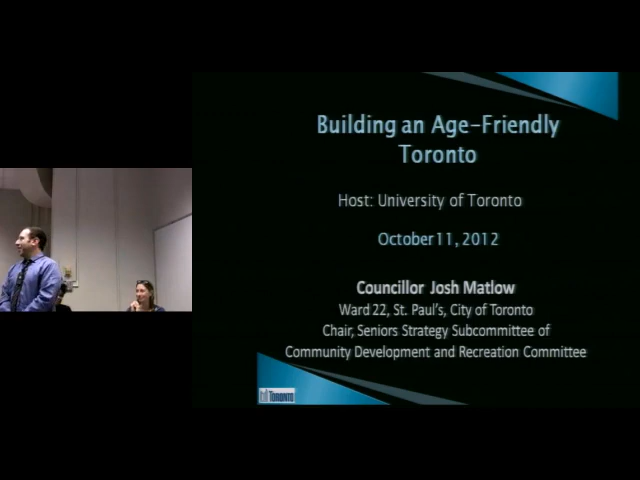 Building an Age-Friendly
Toronto
Host: University of Toronto
October 11, 2012
Councillor Josh Matlow
Ward 22, St. Paul's, City of Toronto
Chair, Seniors Strategy Subcommittee of
Community Development and Recreation Committee
TORONTO